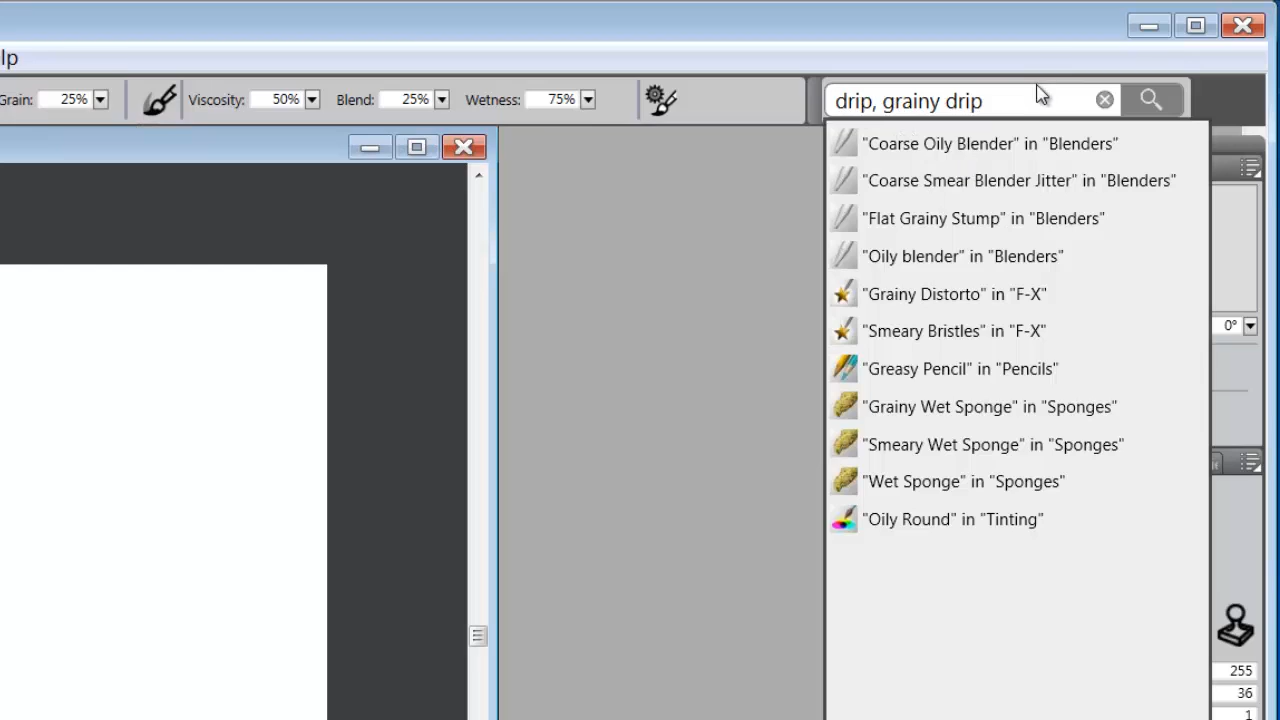 lp
Grain: 25% Viscosity: 50% Blend: 25% Wetness: 75%
drip, grainy drip
"Coarse Oily Blender" in "Blenders"
"Coarse Smear Blender Jitter" in "Blenders"
"Flat Grainy Stump" in "Blenders"
"Oily blender" in "Blenders"
"Grainy Distorto" in "F-X"
"Smeary Bristles" in "F-X"
"Greasy Pencil" in "Pencils"
"Grainy Wet Sponge" in "Sponges"
"Smeary Wet Sponge" in "Sponges"
"Wet Sponge" in "Sponges"
"Oily Round" in "Tinting"
0°
255
36
1